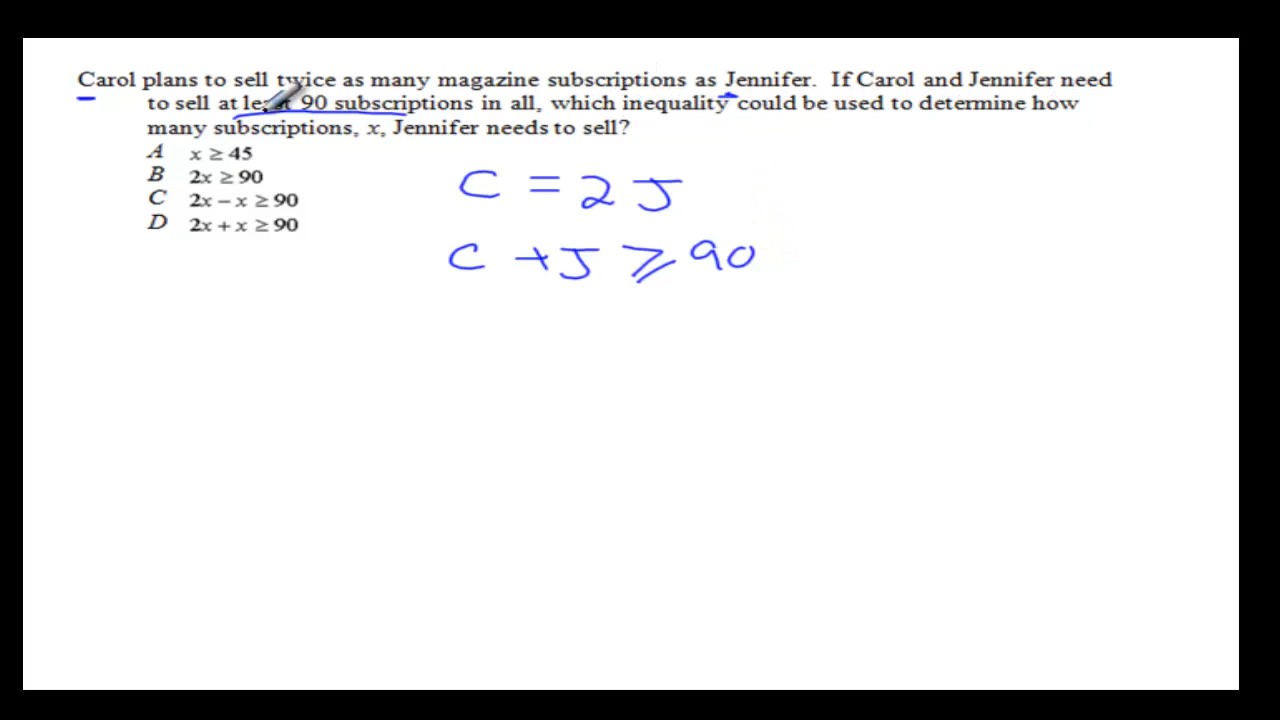 Carol plans to sell twice as many magazine subscriptions as Jennifer. If Carol and Jennifer need
to sell at least 90 subscriptions in all, which inequality could be used to determine how
many subscriptions, x, Jennifer needs to sell?
A x ≥ 45
B 2x ≥ 90
C 2x – x ≥ 90
D 2x + x ≥ 90
C = 2 J
C + J ≥ 90